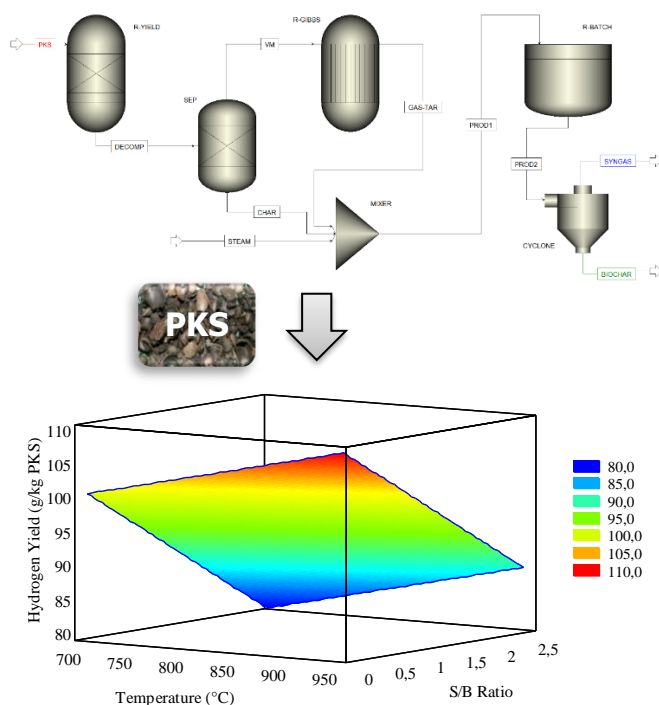 R-YIELD
R-GIBBS
R-BATCH
PKS
VM
SEP
GAS-TAR
PROD1
DECOMP
PROD2
SYNGAS
MIXER
CHAR
STEAM
CYCLONE
BIOCHAR
PKS
Hydrogen Yield (g/kg PKS)
110
105
100
95
90
85
80
700
750
800
850
900
950
Temperature (°C)
0
0,5
1
1,5
2
2,5
S/B Ratio
80,0
85,0
90,0
95,0
100,0
105,0
110,0